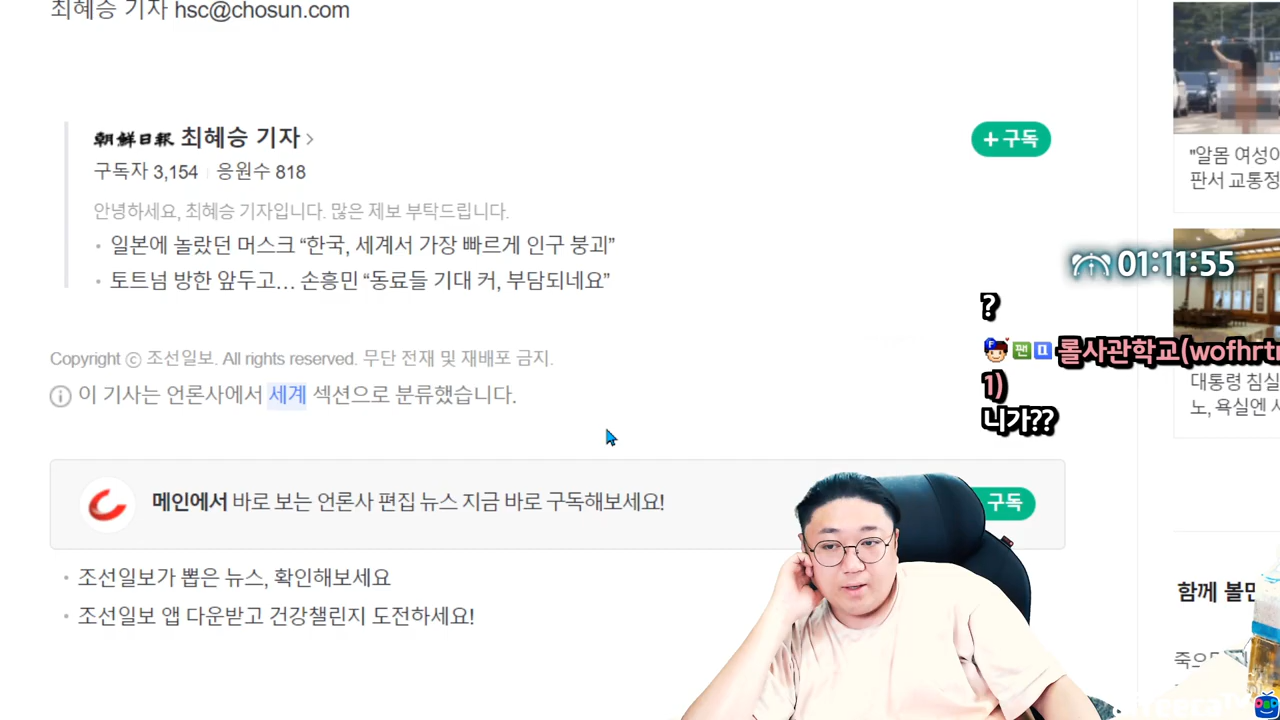 최혜승 기자 hsc@chosun.com
朝鮮日報 최혜승 기자
+ 구독
구독자 3,154 응원수 818
안녕하세요, 최혜승 기자입니다. 많은 제보 부탁드립니다.
• 일본에 놀랐던 머스크 “한국, 세계서 가장 빠르게 인구 붕괴”
• 토트넘 방한 앞두고… 손흥민 “동료들 기대 커, 부담되네요”
Copyright ⓒ 조선일보. All rights reserved. 무단 전재 및 재배포 금지.
이 기사는 언론사에서 세계 섹션으로 분류했습니다.
메인에서 바로 보는 언론사 편집 뉴스 지금 바로 구독해보세요!
구독
• 조선일보가 뽑은 뉴스, 확인해보세요
• 조선일보 앱 다운받고 건강챌린지 도전하세요!
"알몸 여성이
판서 교통정
01:11:55
?
F 팬 롤사관학교(wofhrtn
1)
니가??
대통령 침실
노, 욕실엔
함께 볼만